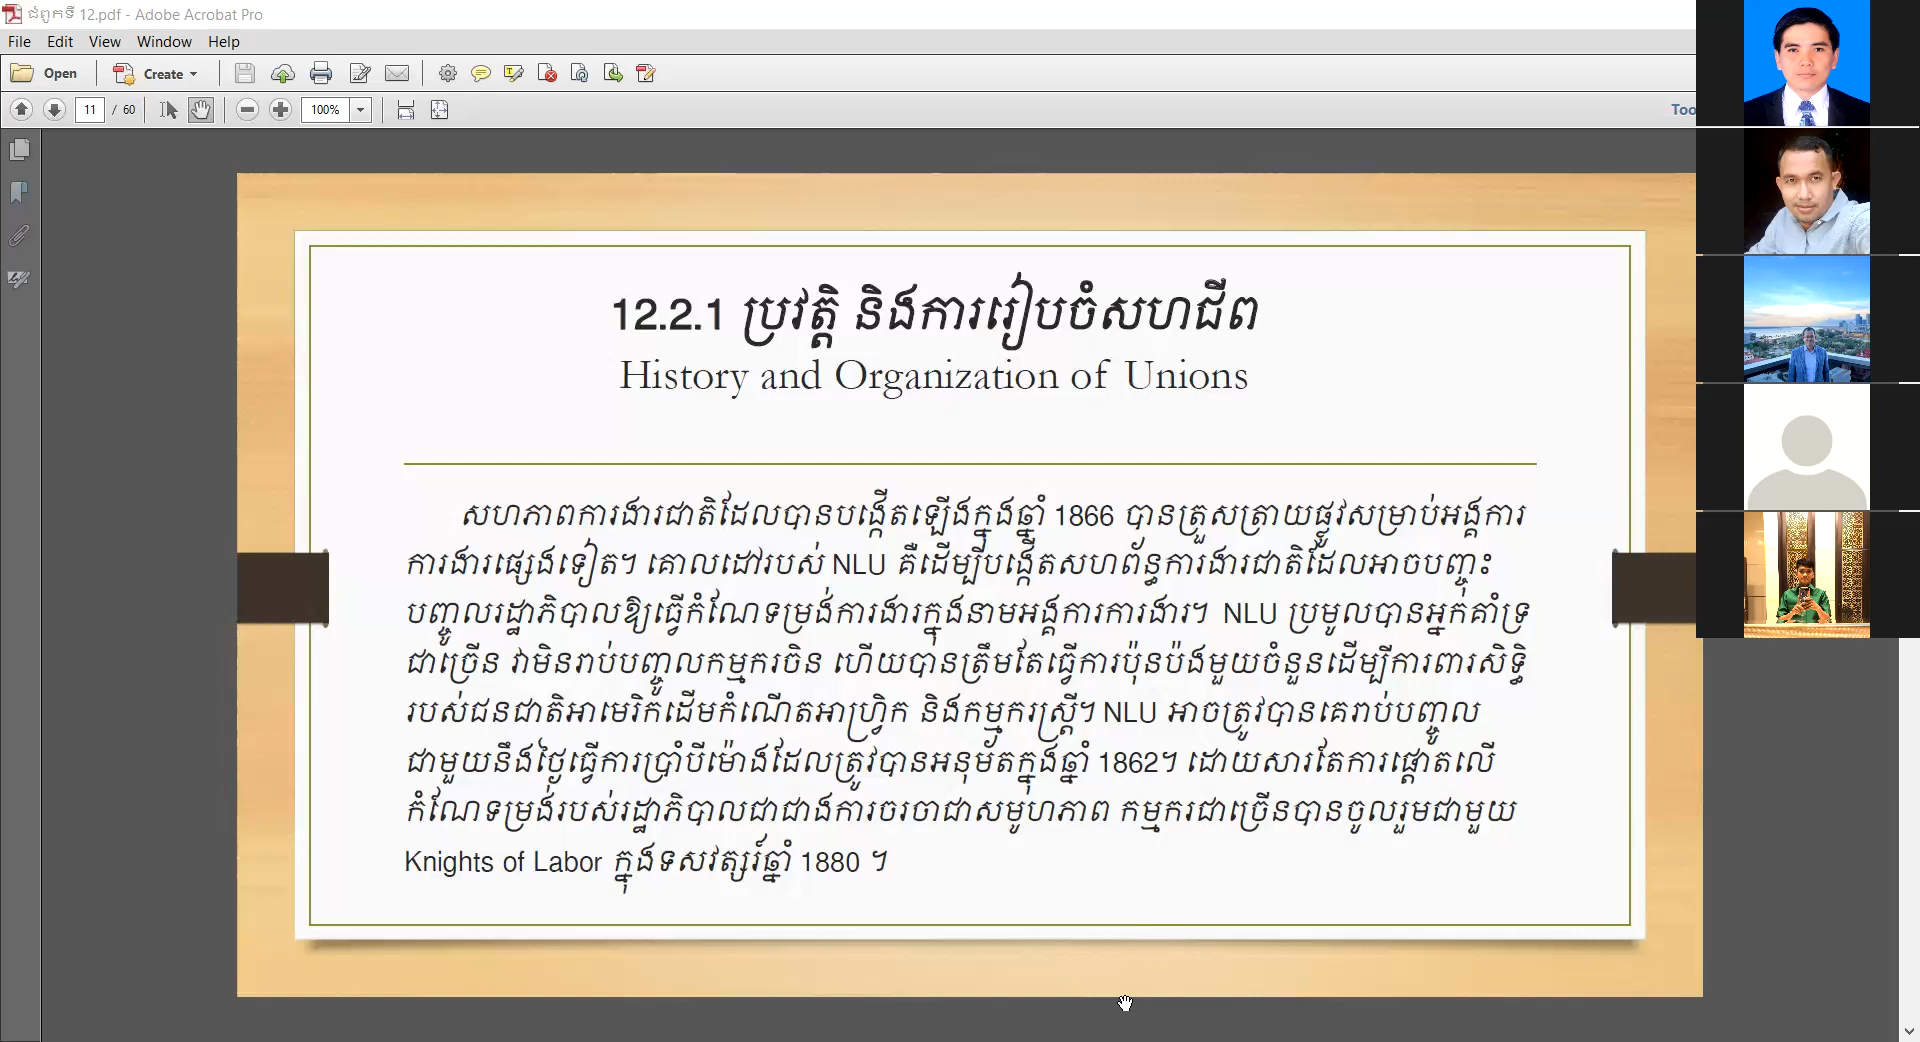 ជំពូកទី 12.pdf - Adobe Acrobat Pro
File Edit View Window Help
Open Create
11 / 60 100% Too
12.2.1 ប្រវត្តិ និងការរៀបចំសហជីព
History and Organization of Unions
សហភាពការងារជាតិដែលបានបង្កើតឡើងក្នុងឆ្នាំ 1866 បានត្រួសត្រាយផ្លូវសម្រាប់អង្គការ
ការងារផ្សេងទៀត។ គោលដៅរបស់ NLU គឺដើម្បីបង្កើតសហព័ន្ធការងារជាតិដែលអាចបញ្ចុះ
បញ្ចូលរដ្ឋាភិបាលឱ្យធ្វើកំណែទម្រង់ការងារក្នុងនាមអង្គការការងារ។ NLU ប្រមូលបានអ្នកគាំទ្រ
ជាច្រើន វាមិនរាប់បញ្ចូលកម្មករចិន ហើយបានត្រឹមតែធ្វើការប៉ុនប៉ងមួយចំនួនដើម្បីការពារសិទ្ធិ
របស់ជនជាតិអាមេរិកដើមកំណើតអាហ្វ្រិក និងកម្មករស្ត្រី។ NLU អាចត្រូវបានគេរាប់បញ្ចូល
ជាមួយនឹងថ្ងៃធ្វើការប្រាំបីម៉ោងដែលត្រូវបានអនុម័តក្នុងឆ្នាំ 1862។ ដោយសារតែការផ្តោតលើ
កំណែទម្រង់របស់រដ្ឋាភិបាលជាជាងការចរចាជាសមូហភាព កម្មករជាច្រើនបានចូលរួមជាមួយ
Knights of Labor ក្នុងទសវត្សរ៍ឆ្នាំ 1880 ។